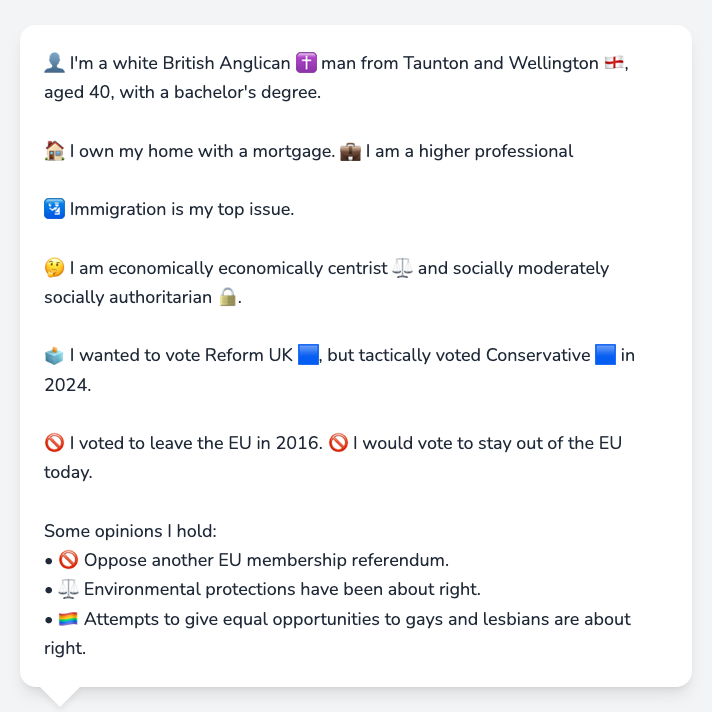 👤 I'm a white British Anglican ✝️ man from Taunton and Wellington 🏴󠁧󠁢󠁥󠁮󠁧󠁿,
aged 40, with a bachelor's degree.
🏠 I own my home with a mortgage. 💼 I am a higher professional
🛂 Immigration is my top issue.
🤔 I am economically economically centrist ⚖️ and socially moderately
socially authoritarian 🔒.
🗳️ I wanted to vote Reform UK 🟦, but tactically voted Conservative 🟦 in
2024.
🚫 I voted to leave the EU in 2016. 🚫 I would vote to stay out of the EU
today.
Some opinions I hold:
• 🚫 Oppose another EU membership referendum.
• ⚖️ Environmental protections have been about right.
• 🏳️‍🌈 Attempts to give equal opportunities to gays and lesbians are about
right.